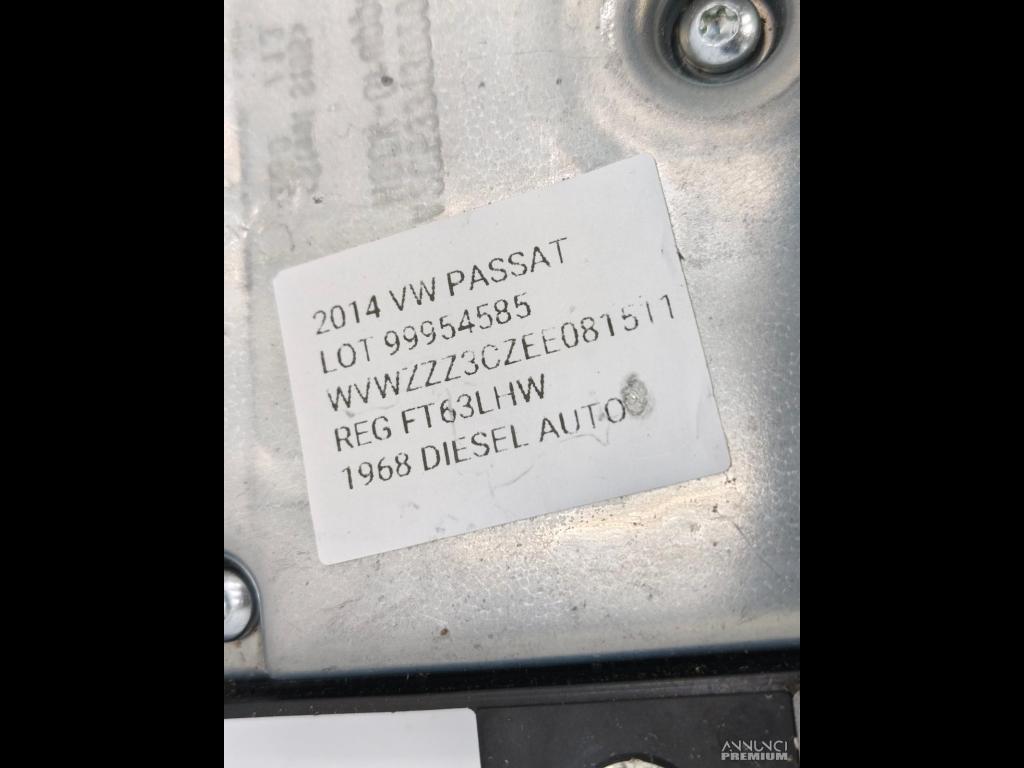 2014 VW PASSAT
LOT 99954585
WVWZZZ3CZEE081511
REG FT63LHW
1968 DIESEL AUTO
ANNUNCI
PREMIUM